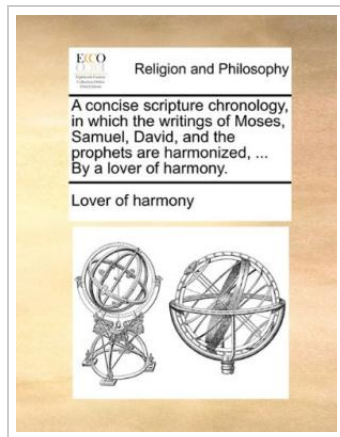 ECCO
Religion and Philosophy
A concise scripture chronology,
in which the writings of Moses,
Samuel, David, and the
prophets are harmonized, ...
By a lover of harmony.
Lover of harmony